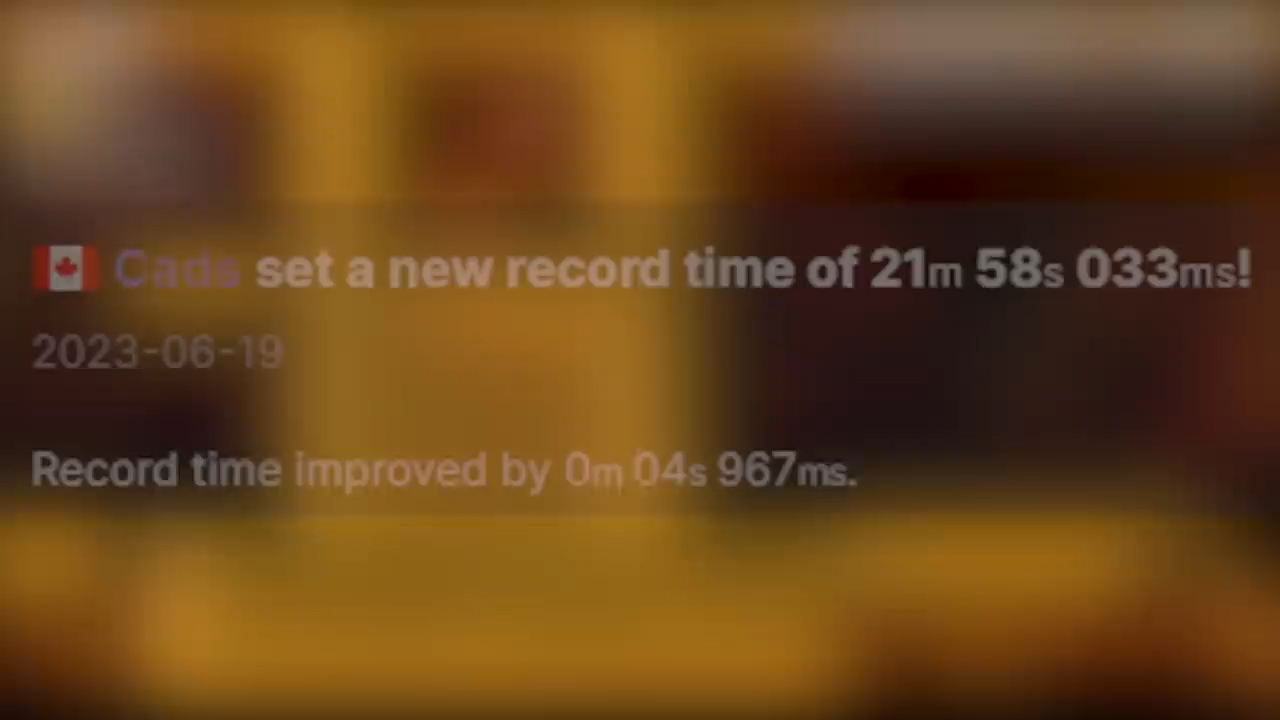 Cads set a new record time of 21m 58s 033ms!
2023-06-19
Record time improved by 0m 04s 967ms.